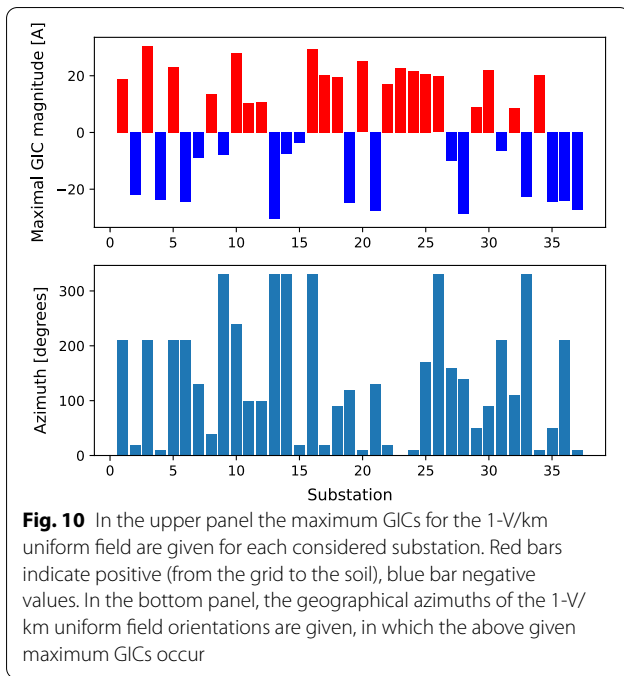 Maximal GIC magnitude [A]
20
0
−20
0 5 10 15 20 25 30 35
Azimuth [degrees]
300
200
100
0
0 5 10 15 20 25 30 35
Substation
Fig. 10 In the upper panel the maximum GICs for the 1-V/km
uniform field are given for each considered substation. Red bars
indicate positive (from the grid to the soil), blue bar negative
values. In the bottom panel, the geographical azimuths of the 1-V/
km uniform field orientations are given, in which the above given
maximum GICs occur